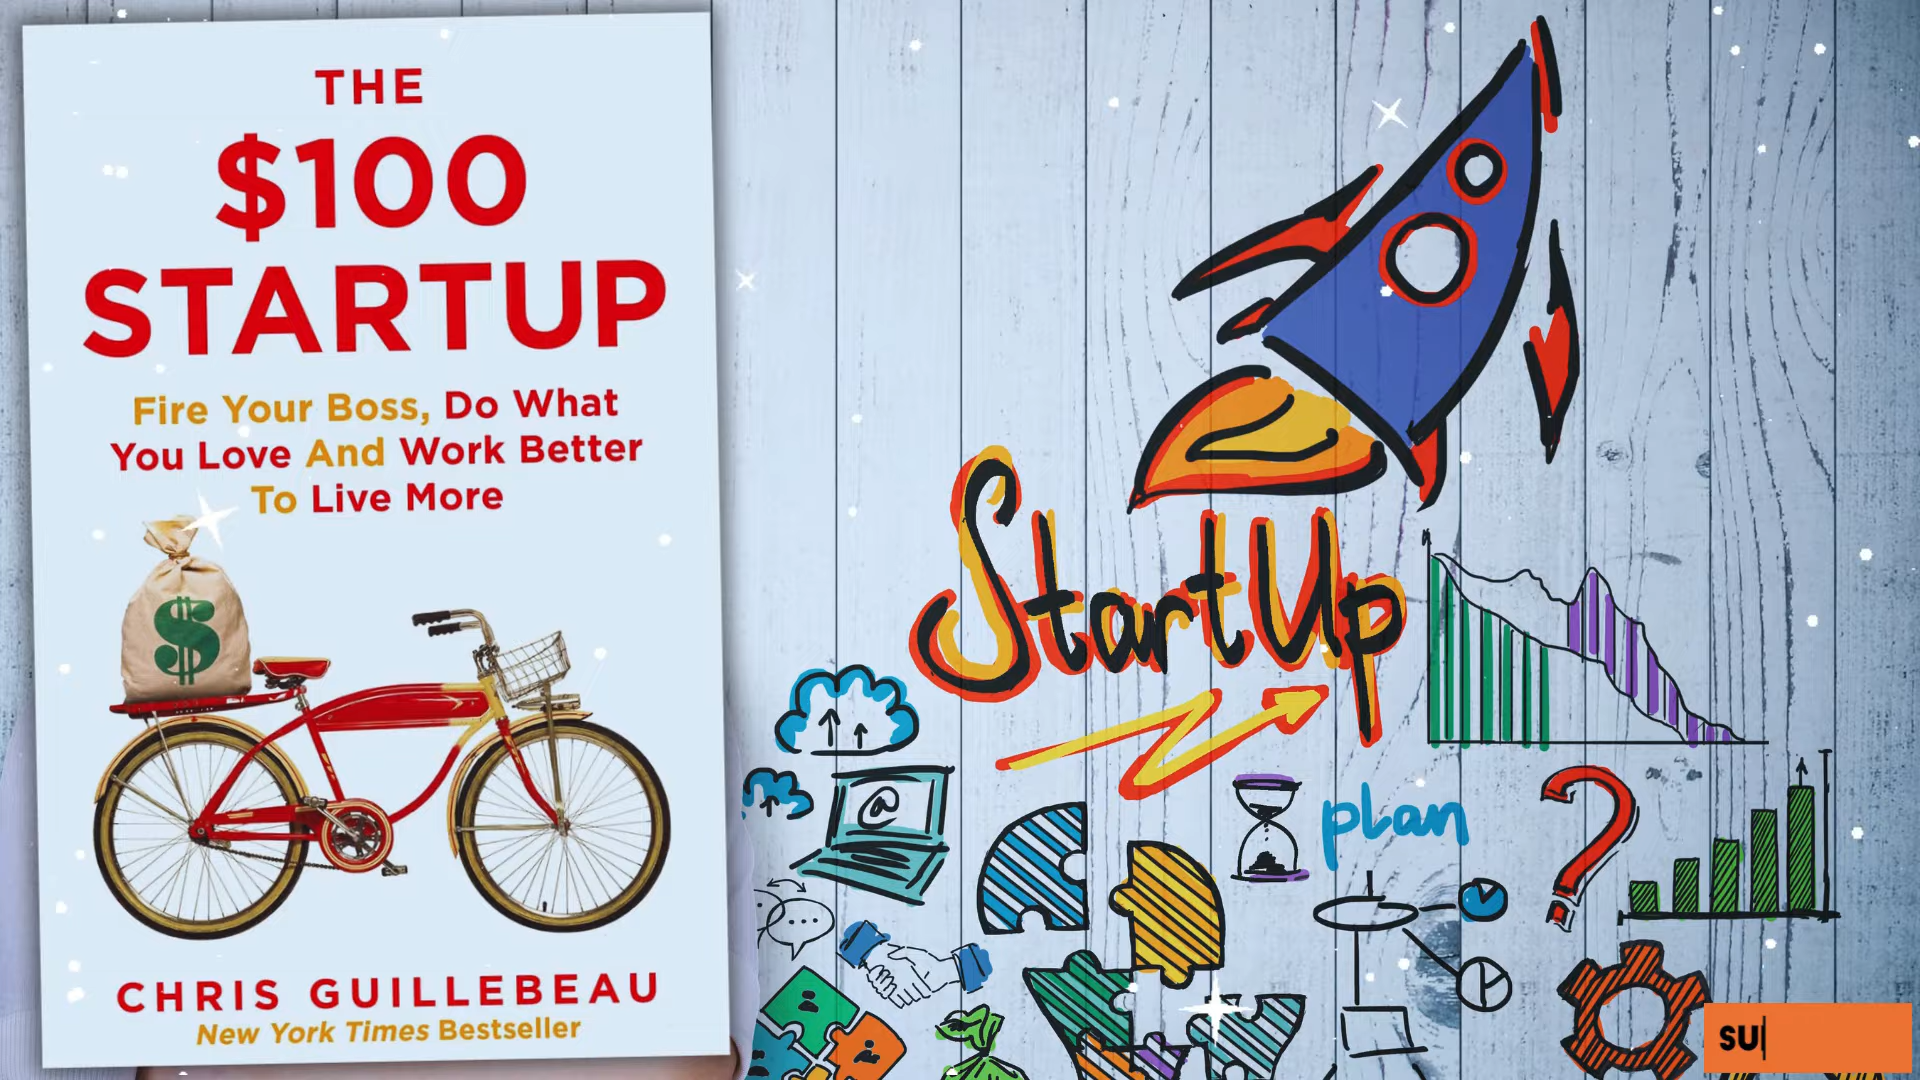 THE
$100
STARTUP
Fire Your Boss, Do What
You Love And Work Better
To Live More
$
CHRIS GUILLEBEAU
New York Times Bestseller
StartUp
@
plan
?
SU